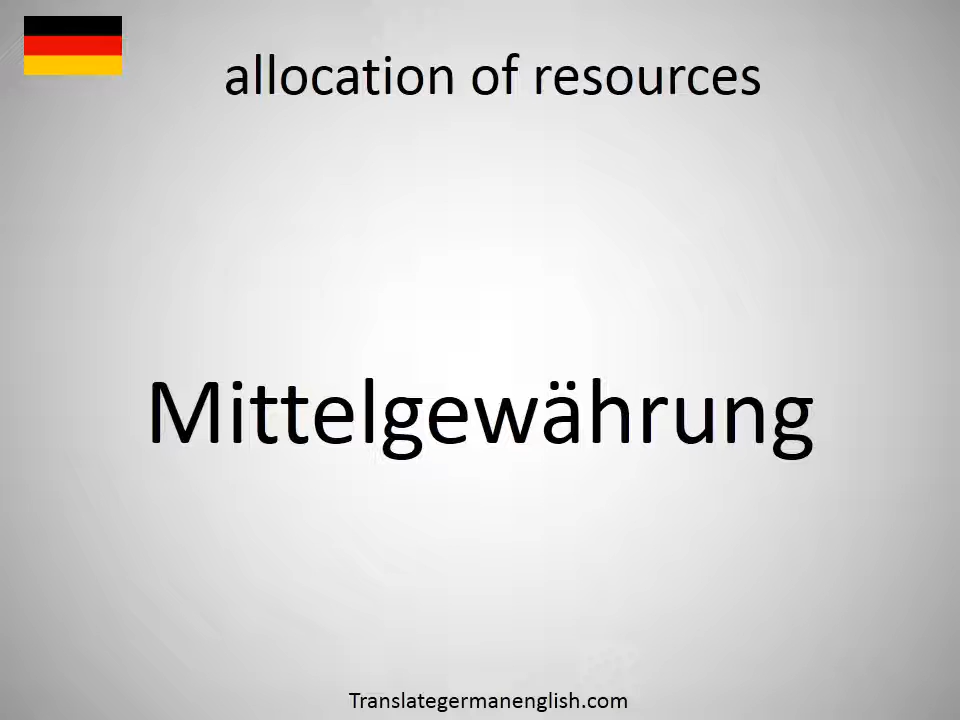 allocation of resources
Mittelgewährung
Translategermanenglish.com